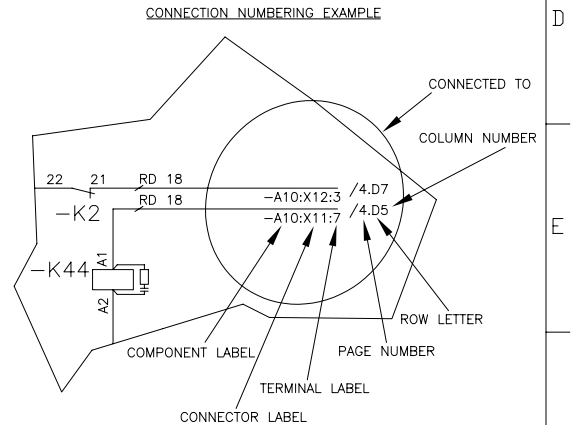 CONNECTION NUMBERING EXAMPLE
D
CONNECTED TO
COLUMN NUMBER
22 21 RD 18 /4.D7
-A10:X12:3
-K2 RD 18 /4.D5
-A10:X11:7
E
-K44 A1
A2
ROW LETTER
COMPONENT LABEL PAGE NUMBER
TERMINAL LABEL
CONNECTOR LABEL